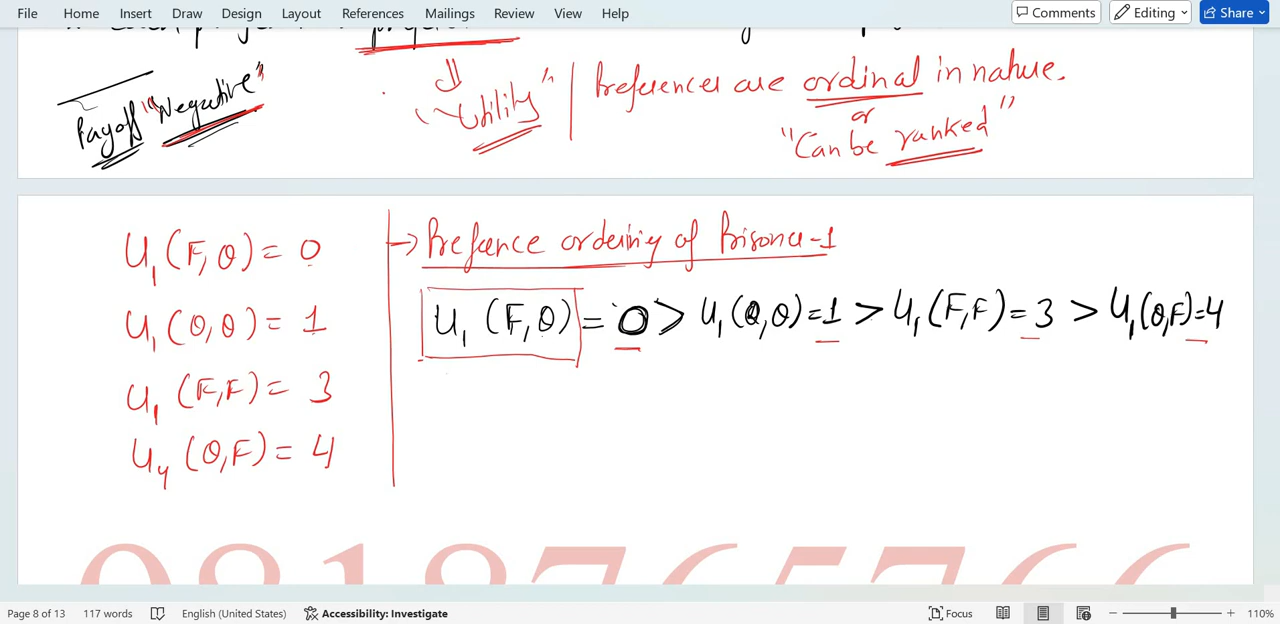 File Home Insert Draw Design Layout References Mailings Review View Help Comments Editing Share
Payoff "Negative"
"Utility"
Preferences are ordinal in nature.
or
"Can be ranked"
U₁ (F, Q) = 0
U₁ (Q, Q) = 1
U₁ (F, F) = 3
U₄ (Q, F) = 4
→ Prefeence ordering of Prisoner-1
U₁ (F, Q) = 0 > U₁ (Q, Q) = 1 > U₁ (F, F) = 3 > U₁ (Q, F) = 4
Page 8 of 13 117 words English (United States) Accessibility: Investigate Focus 110%